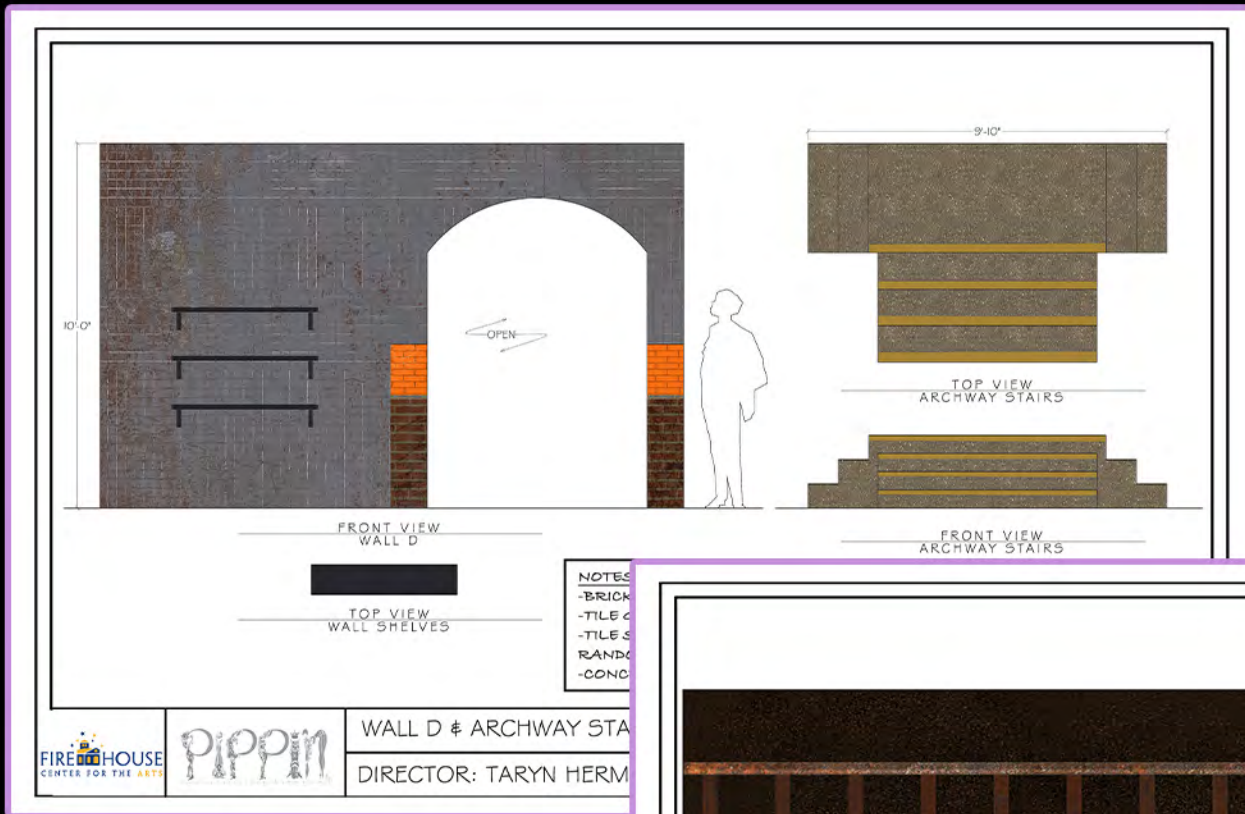 9'-10"
10'-0"
OPEN
TOP VIEW
ARCHWAY STAIRS
FRONT VIEW
WALL D
FRONT VIEW
ARCHWAY STAIRS
TOP VIEW
WALL SHELVES
NOTES
-BRICK
-TILE
-TILE
-CONC
FIREHOUSE
CENTER FOR THE ARTS
PIPPIN
WALL D & ARCHWAY STA
DIRECTOR: TARYN HERM